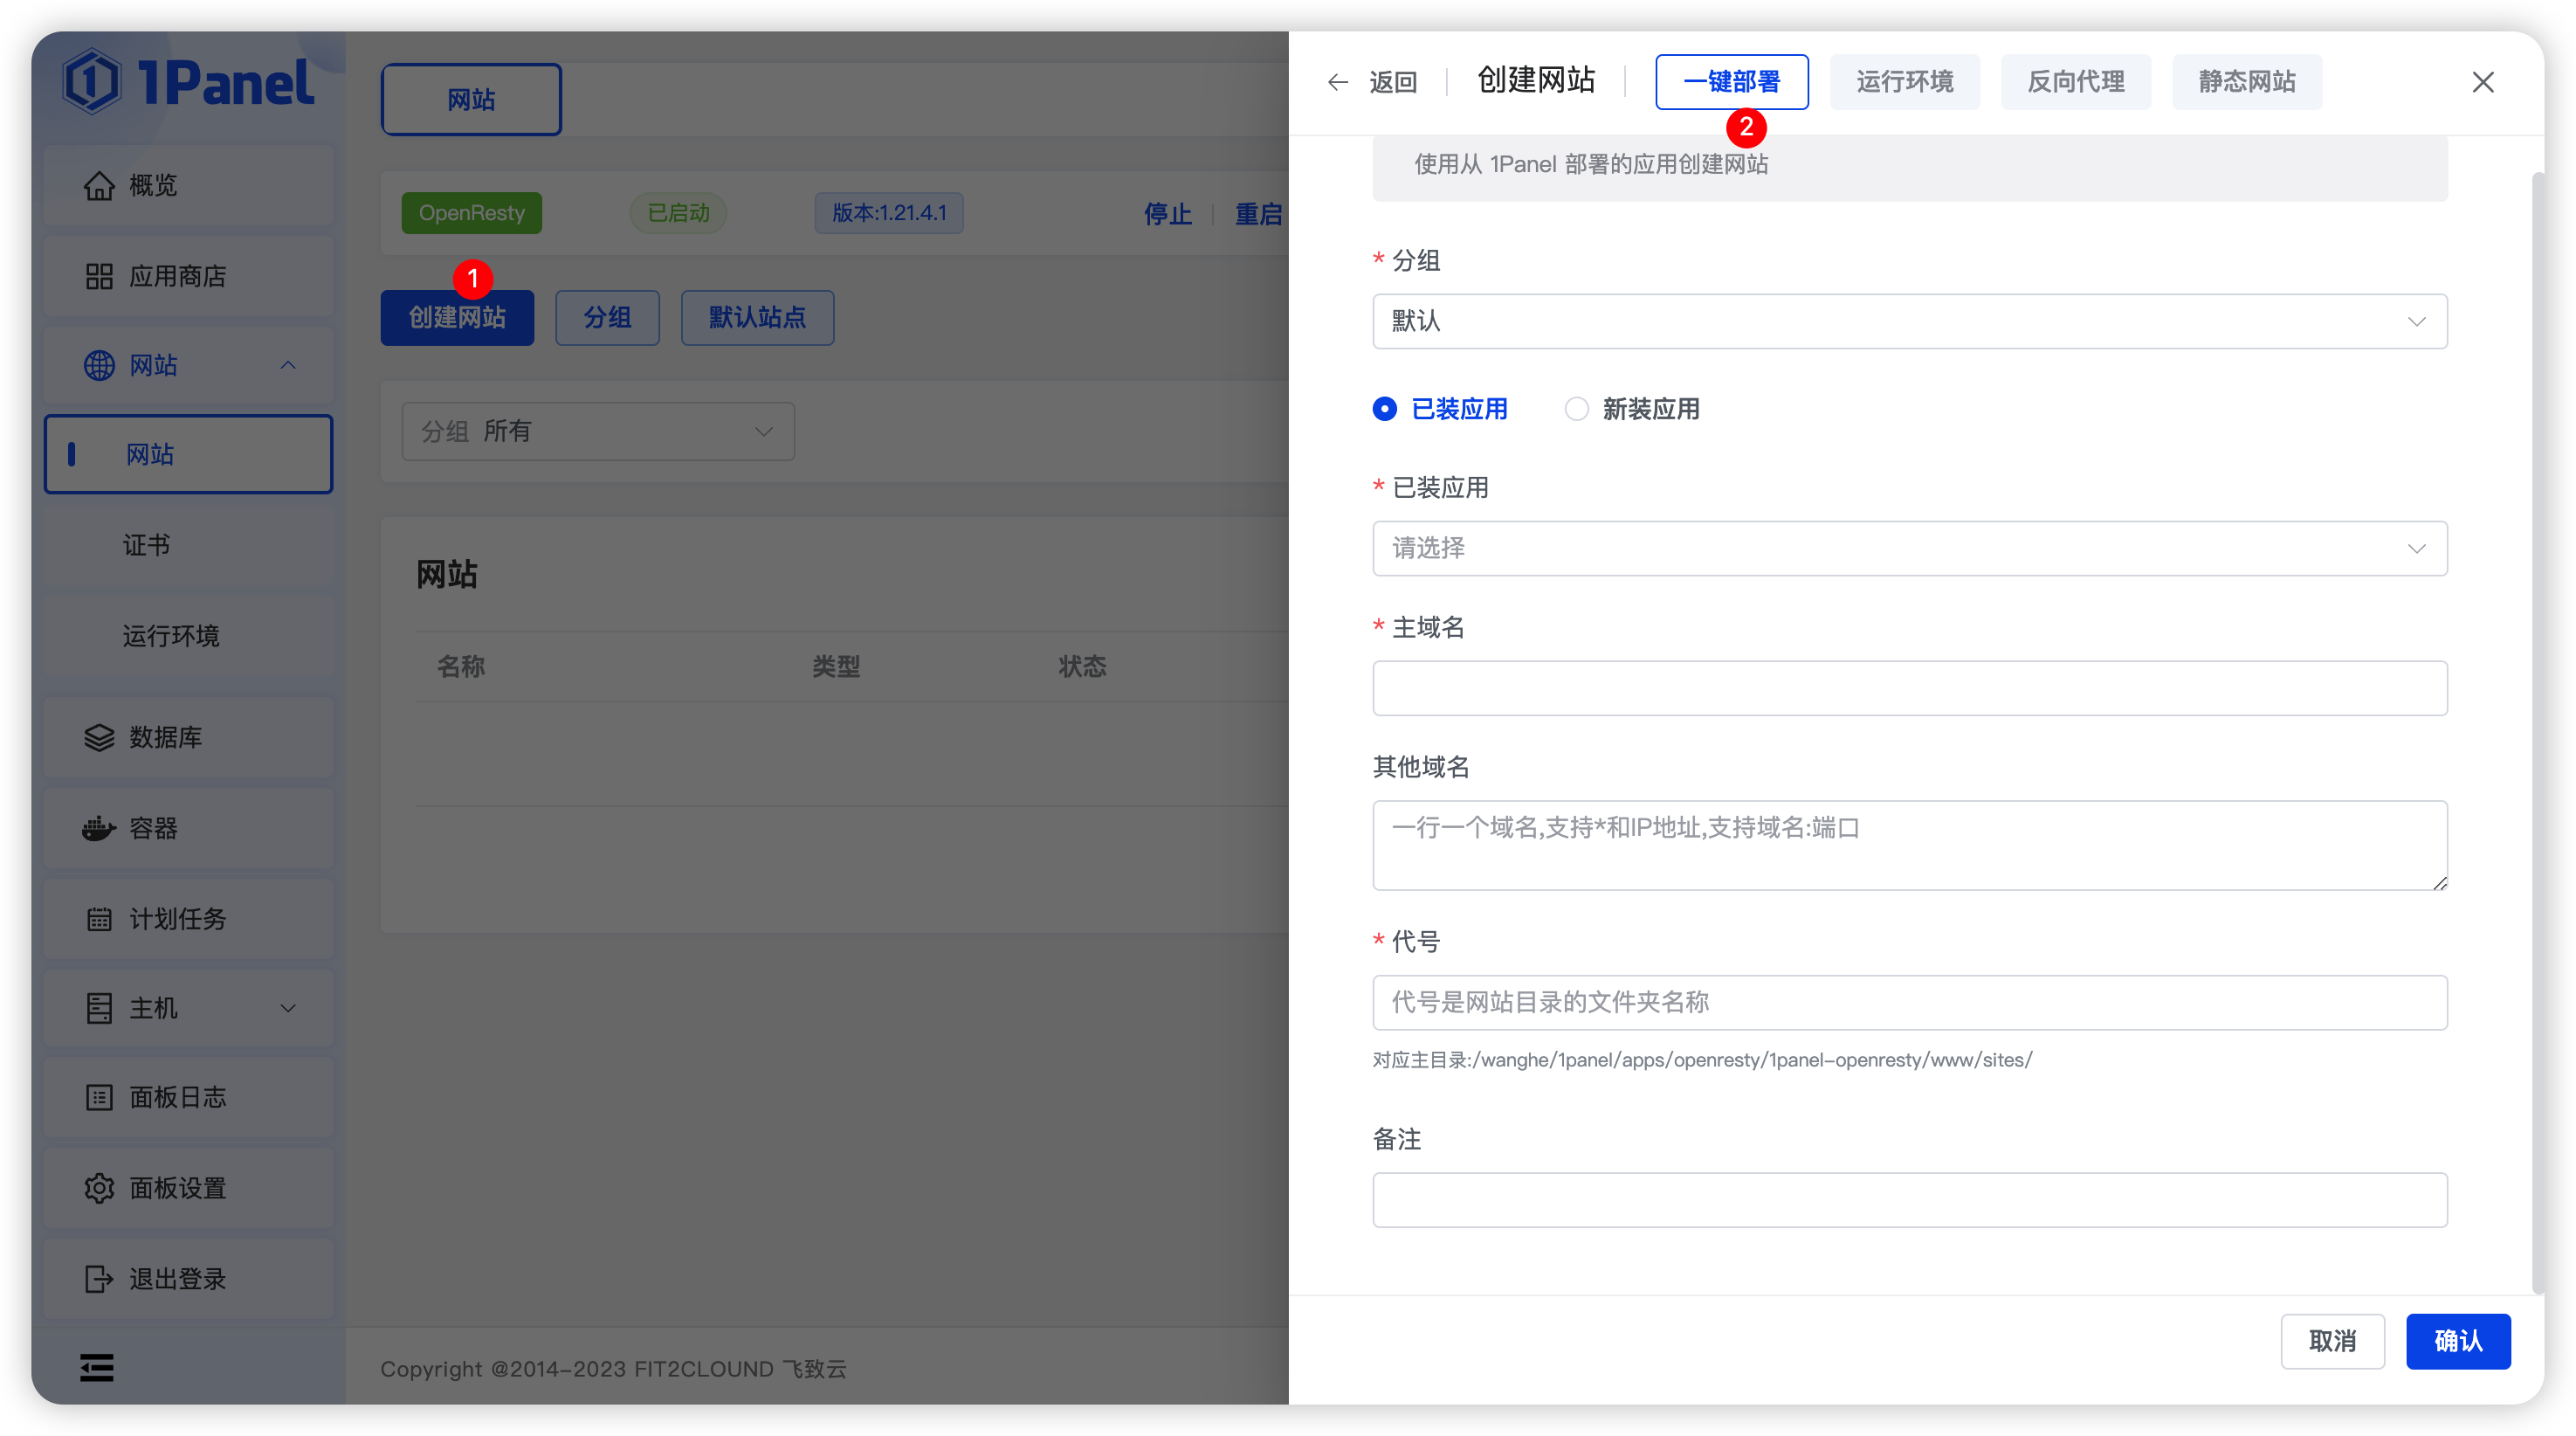 1Panel
概览
应用商店
网站
网站
证书
运行环境
数据库
容器
计划任务
主机
面板日志
面板设置
退出登录
网站
OpenResty 已启动 版本:1.21.4.1 停止 重启
1
创建网站 分组 默认站点
分组 所有
网站
名称 类型 状态
Copyright @2014-2023 FIT2CLOUND 飞致云
返回 创建网站 一键部署 运行环境 反向代理 静态网站
2
使用从 1Panel 部署的应用创建网站
* 分组
默认
已装应用 新装应用
* 已装应用
请选择
* 主域名
其他域名
一行一个域名,支持*和IP地址,支持域名:端口
* 代号
代号是网站目录的文件夹名称
对应主目录:/wanghe/1panel/apps/openresty/1panel-openresty/www/sites/
备注
取消 确认